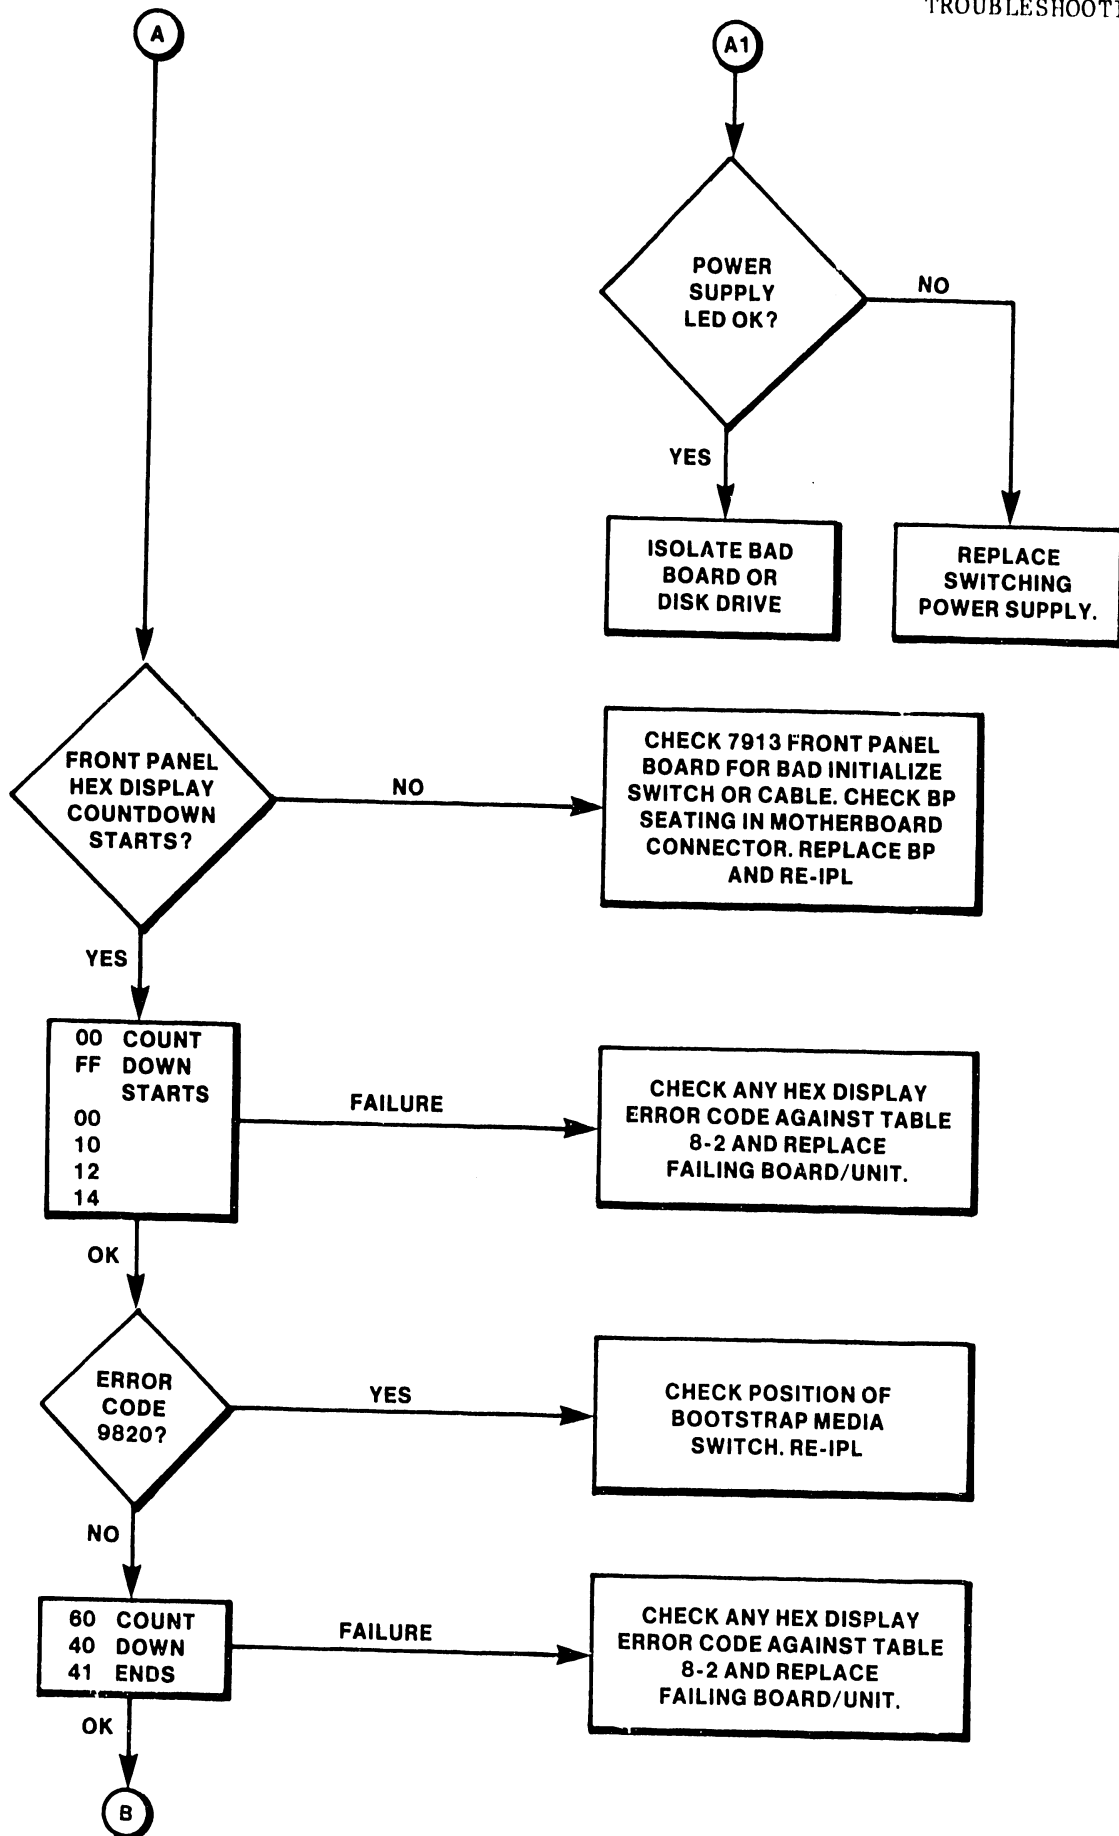 TROUBLESHOOTI
A
A1
POWER
SUPPLY
LED OK?
NO
YES
ISOLATE BAD
BOARD OR
DISK DRIVE
REPLACE
SWITCHING
POWER SUPPLY.
FRONT PANEL
HEX DISPLAY
COUNTDOWN
STARTS?
NO
CHECK 7913 FRONT PANEL
BOARD FOR BAD INITIALIZE
SWITCH OR CABLE. CHECK BP
SEATING IN MOTHERBOARD
CONNECTOR. REPLACE BP
AND RE-IPL
YES
00 COUNT
FF DOWN
STARTS
00
10
12
14
FAILURE
CHECK ANY HEX DISPLAY
ERROR CODE AGAINST TABLE
8-2 AND REPLACE
FAILING BOARD/UNIT.
OK
ERROR
CODE
9820?
YES
CHECK POSITION OF
BOOTSTRAP MEDIA
SWITCH. RE-IPL
NO
60 COUNT
40 DOWN
41 ENDS
FAILURE
CHECK ANY HEX DISPLAY
ERROR CODE AGAINST TABLE
8-2 AND REPLACE
FAILING BOARD/UNIT.
OK
B